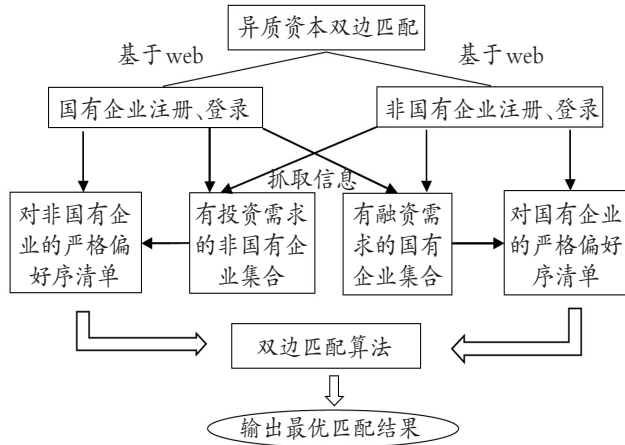 异质资本双边匹配
基于web
基于web
国有企业注册、登录
非国有企业注册、登录
抓取信息
对非国有企
业的严格偏
好序清单
有投资需求
的非国有企
业集合
有融资需
求的国有
企业集合
对国有企业
的严格偏好
序清单
双边匹配算法
输出最优匹配结果